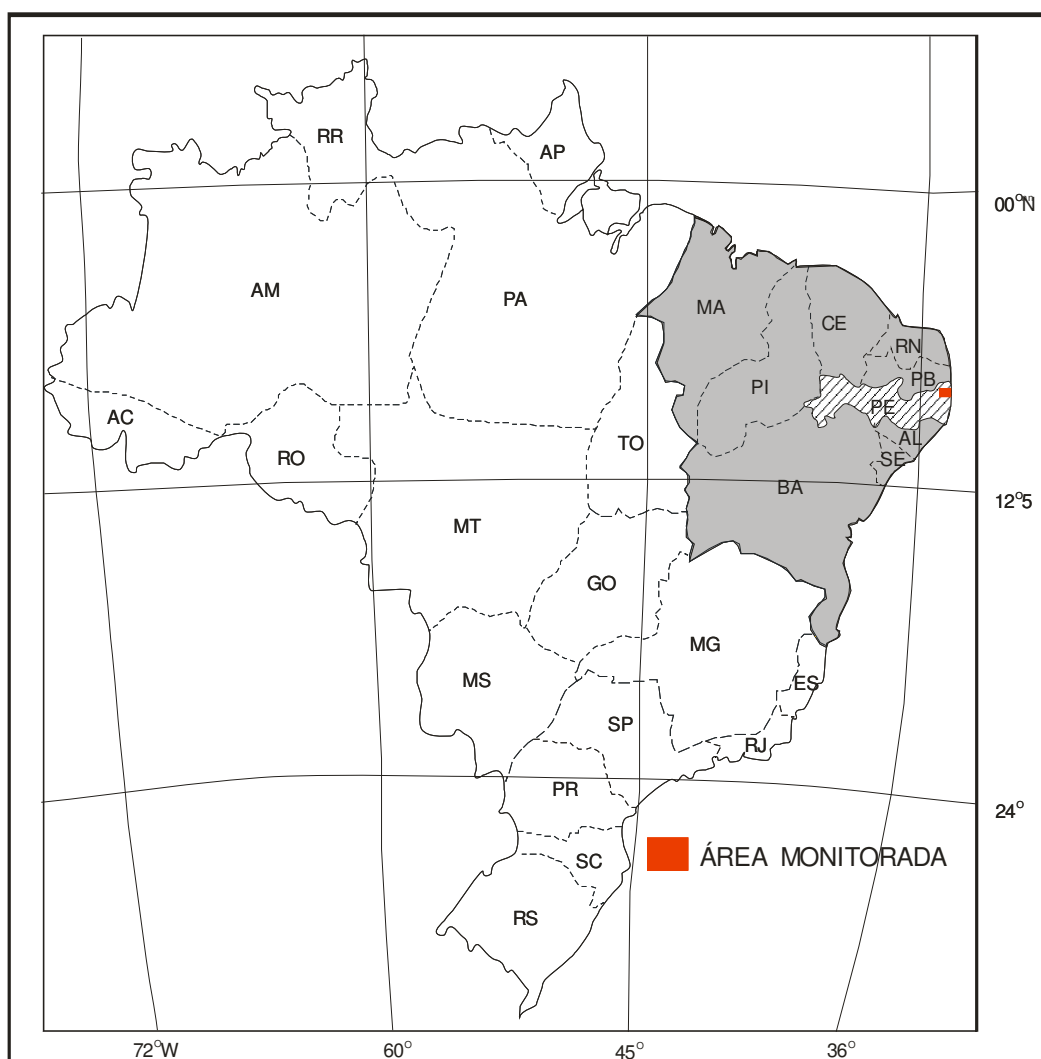 RR
AP
00°N
AM
PA
MA
CE
RN
PB
PI
PE
AC
TO
AL
RO
SE
BA
12°5
MT
GO
MG
MS
ES
SP
RJ
PR
24°
ÁREA MONITORADA
SC
RS
72°W
60°
45°
36°